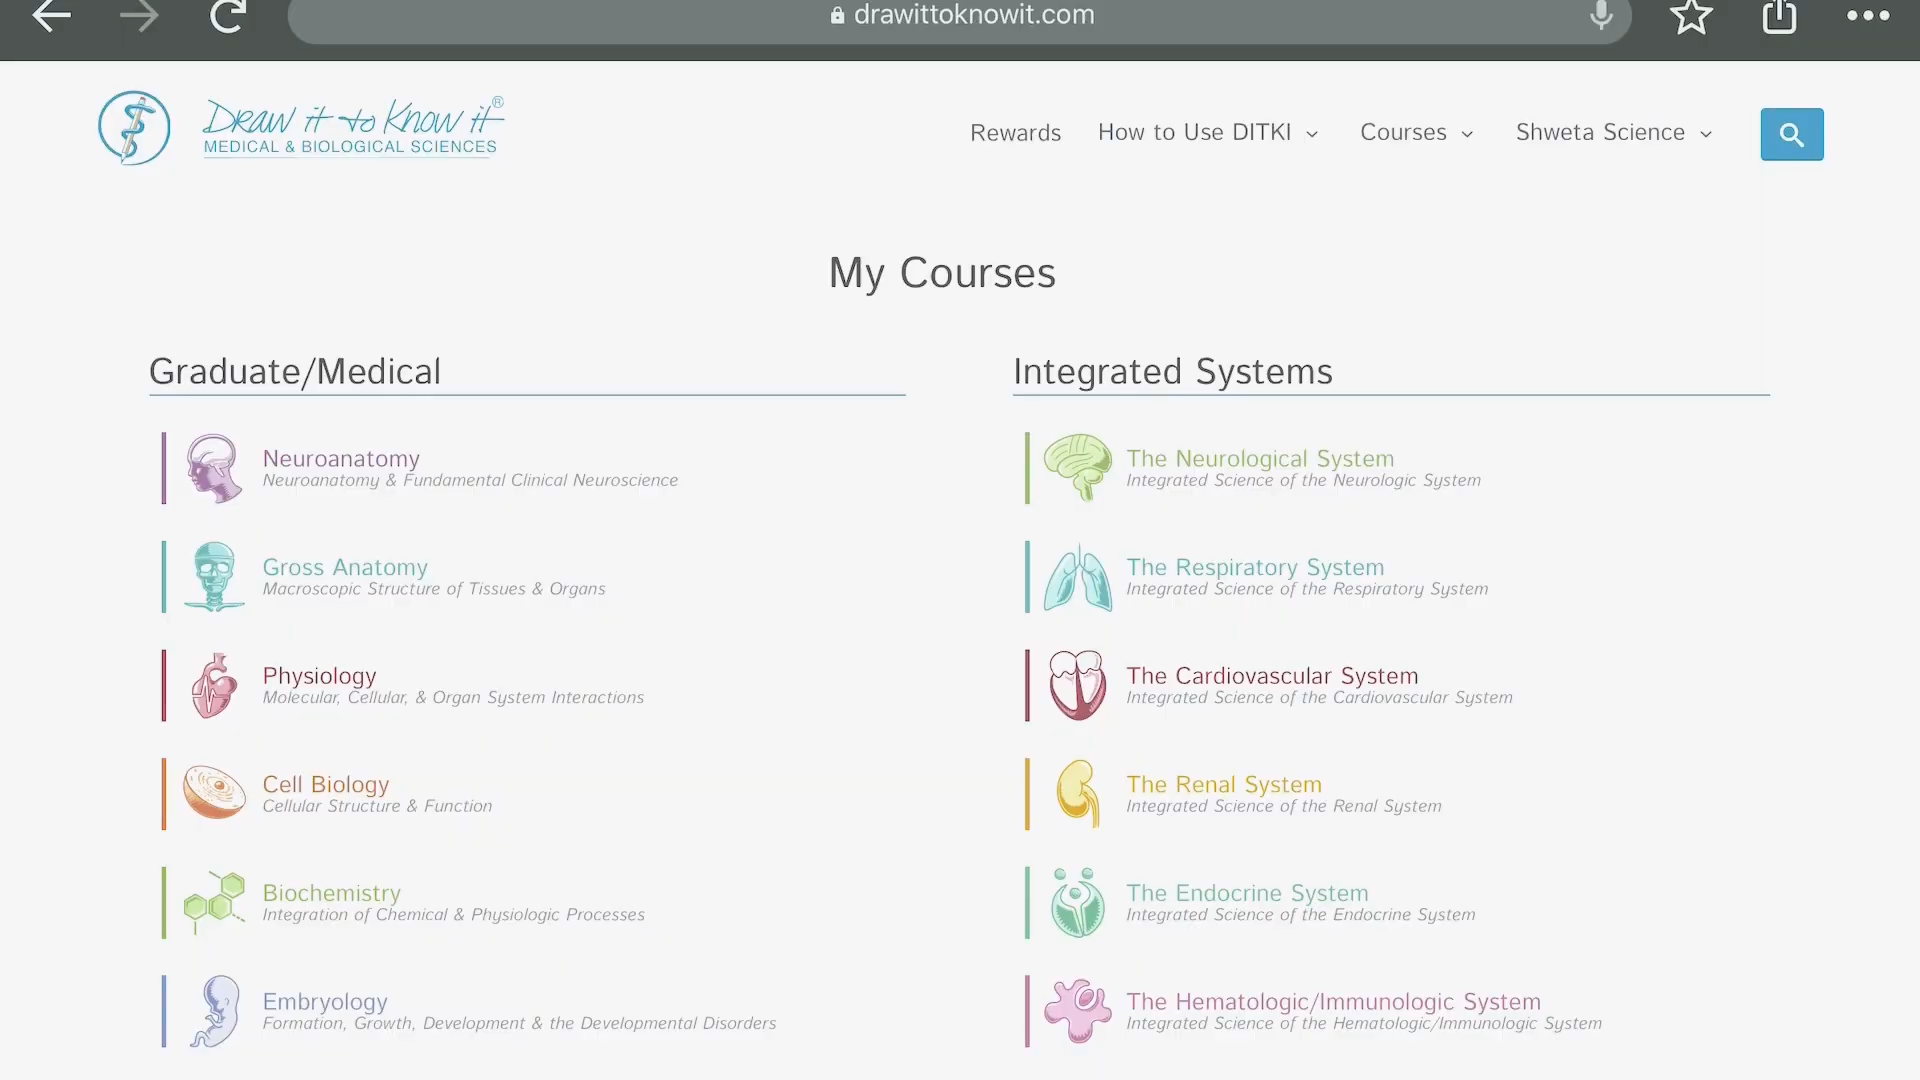 drawittoknowit.com
Draw it to Know it®
MEDICAL & BIOLOGICAL SCIENCES
Rewards
How to Use DITKI
Courses
Shweta Science
My Courses
Graduate/Medical
Neuroanatomy
Neuroanatomy & Fundamental Clinical Neuroscience
Gross Anatomy
Macroscopic Structure of Tissues & Organs
Physiology
Molecular, Cellular, & Organ System Interactions
Cell Biology
Cellular Structure & Function
Biochemistry
Integration of Chemical & Physiologic Processes
Embryology
Formation, Growth, Development & the Developmental Disorders
Integrated Systems
The Neurological System
Integrated Science of the Neurologic System
The Respiratory System
Integrated Science of the Respiratory System
The Cardiovascular System
Integrated Science of the Cardiovascular System
The Renal System
Integrated Science of the Renal System
The Endocrine System
Integrated Science of the Endocrine System
The Hematologic/Immunologic System
Integrated Science of the Hematologic/Immunologic System